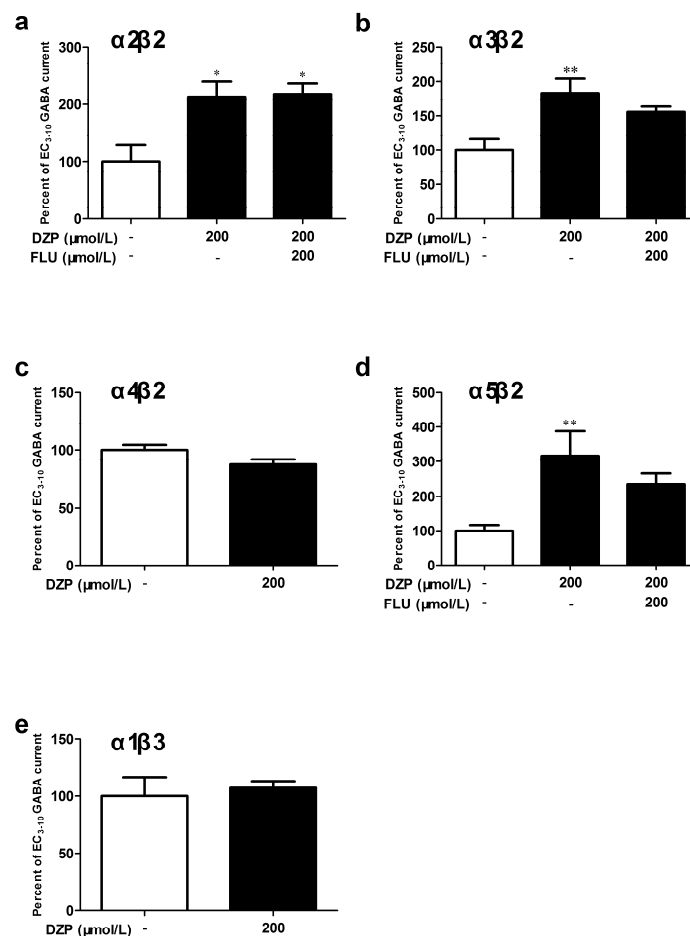 a
α2β2
Percent of EC3-10 GABA current
300
200
100
0
DZP (μmol/L) - 200 200
FLU (μmol/L) - - 200
b
α3β2
Percent of EC3-10 GABA current
250
200
150
100
50
0
* *
**
DZP (μmol/L) - 200 200
FLU (μmol/L) - - 200
c
α4β2
Percent of EC3-10 GABA current
150
100
50
0
DZP (μmol/L) - 200
d
α5β2
Percent of EC3-10 GABA current
500
400
300
200
100
0
**
DZP (μmol/L) - 200 200
FLU (μmol/L) - - 200
e
α1β3
Percent of EC3-10 GABA current
150
100
50
0
DZP (μmol/L) - 200